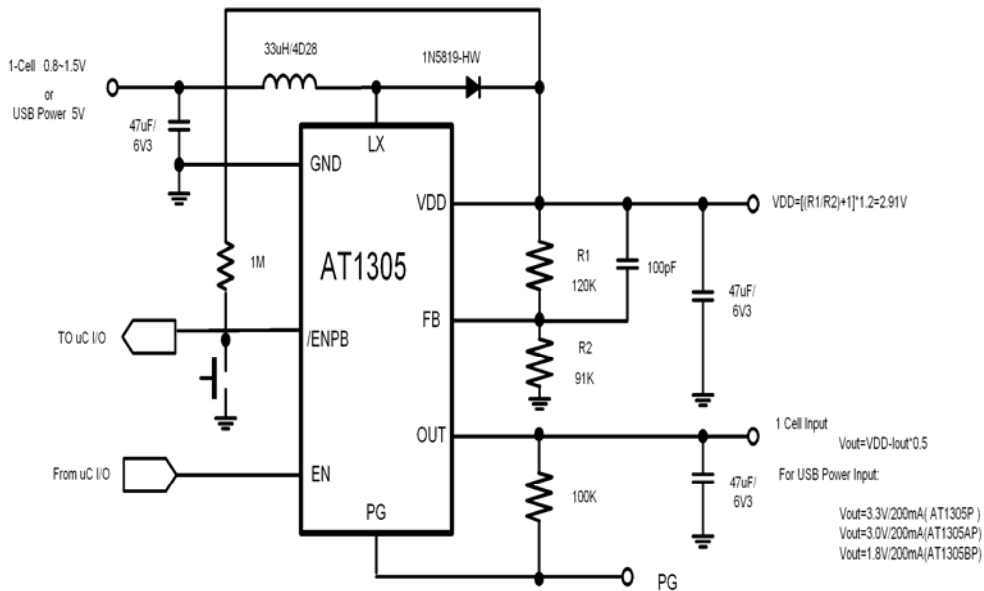 33uH/4D28
1N5819-HW
1-Cell 0.8~1.5V
or
USB Power 5V
47uF/
6V3
LX
GND
VDD
VDD=[(R1/R2)+1]*1.2=2.91V
AT1305
1M
R1
120K
100pF
47uF/
6V3
FB
TO uC I/O
/ENPB
R2
91K
OUT
1 Cell Input
Vout=VDD-Iout*0.5
From uC I/O
EN
For USB Power Input:
100K
47uF/
6V3
PG
Vout=3.3V/200mA( AT1305P )
Vout=3.0V/200mA(AT1305AP)
Vout=1.8V/200mA(AT1305BP)
PG